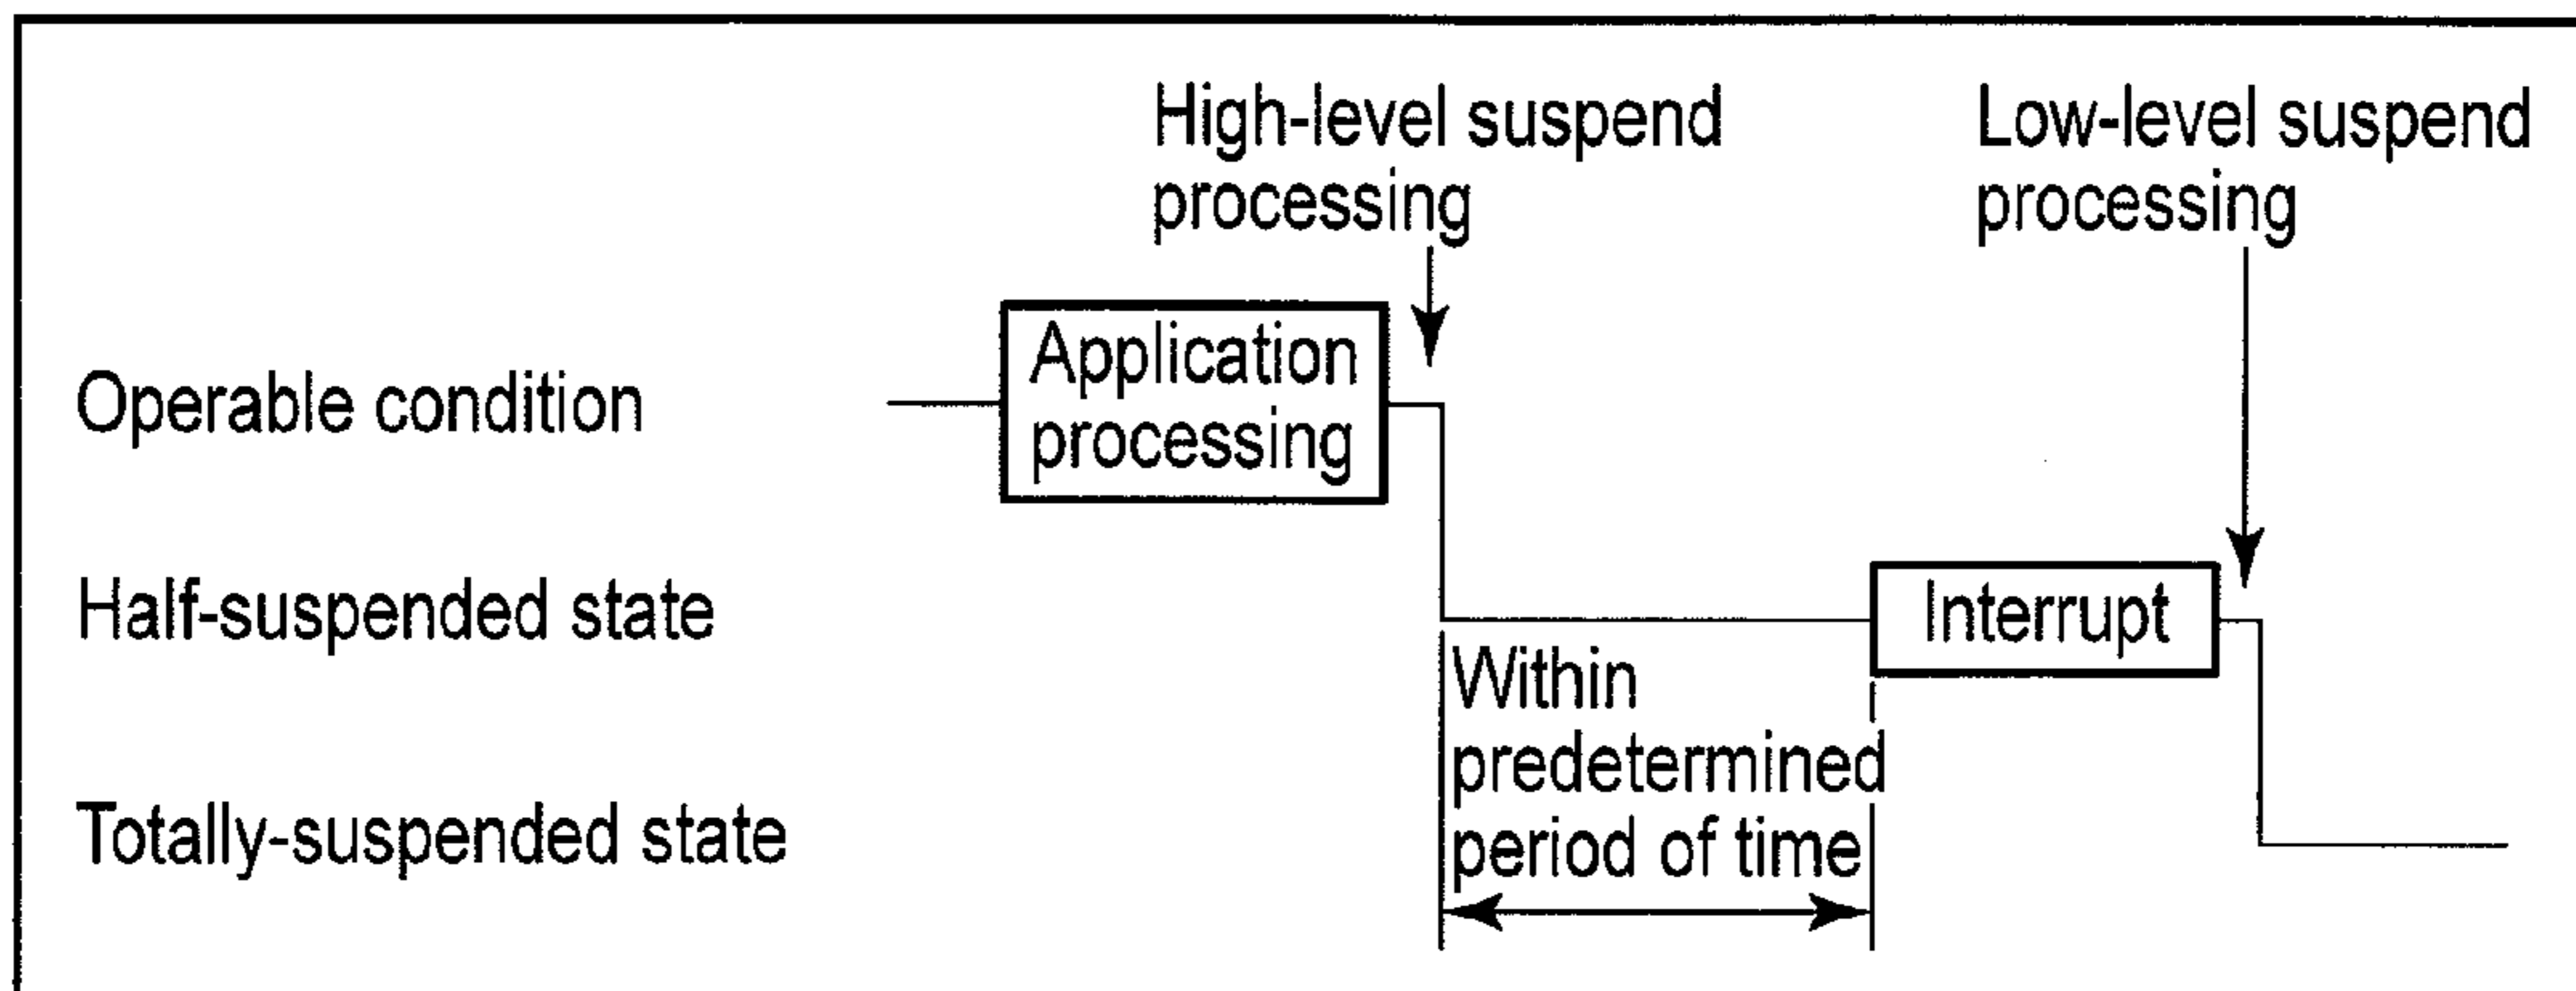 High-level suspend
processing
Low-level suspend
processing
Application
processing
Operable condition
Half-suspended state
Interrupt
Within
predetermined
period of time
Totally-suspended state